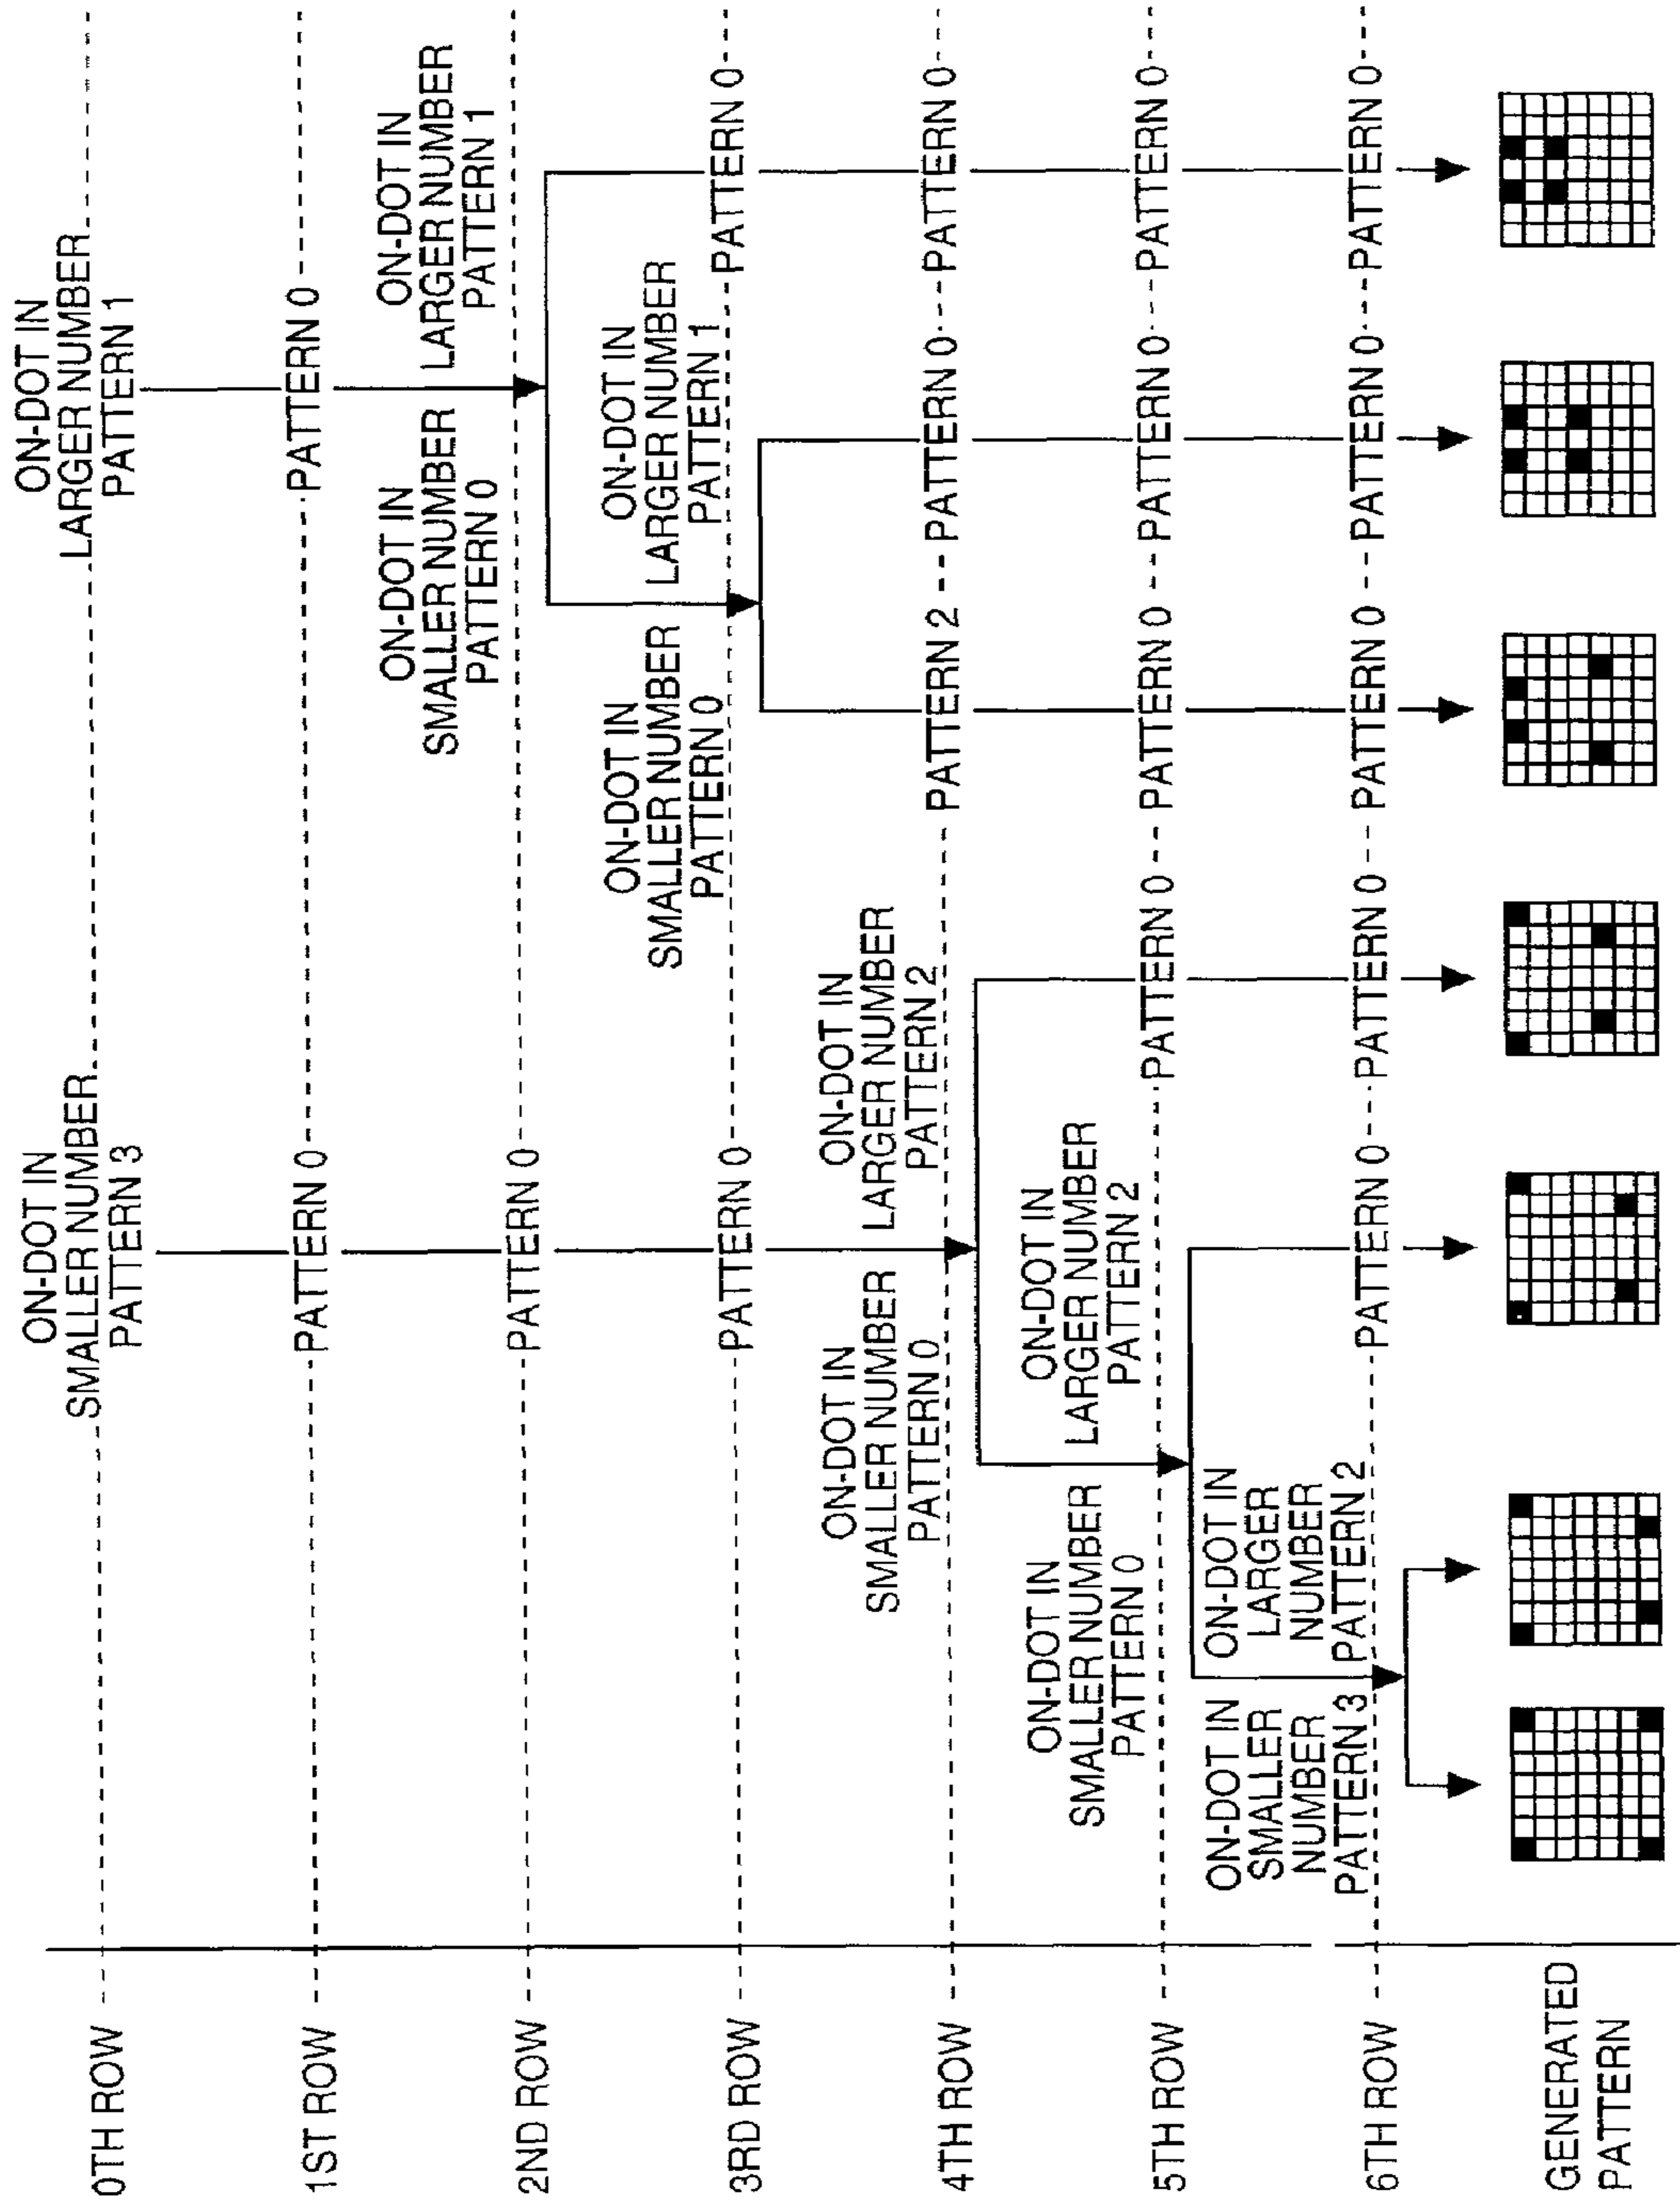 0TH ROW
ON-DOT IN
SMALLER NUMBER
PATTERN 3
ON-DOT IN
LARGER NUMBER
PATTERN 1
1ST ROW
PATTERN 0
PATTERN 0
2ND ROW
PATTERN 0
ON-DOT IN
SMALLER NUMBER
PATTERN 0
ON-DOT IN
LARGER NUMBER
PATTERN 1
3RD ROW
PATTERN 0
ON-DOT IN
SMALLER NUMBER
PATTERN 0
ON-DOT IN
LARGER NUMBER
PATTERN 1
PATTERN 0
4TH ROW
ON-DOT IN
SMALLER NUMBER
PATTERN 0
ON-DOT IN
LARGER NUMBER
PATTERN 2
PATTERN 2
PATTERN 0
PATTERN 0
5TH ROW
ON-DOT IN
SMALLER NUMBER
PATTERN 0
ON-DOT IN
LARGER NUMBER
PATTERN 2
PATTERN 0
PATTERN 0
PATTERN 0
PATTERN 0
6TH ROW
ON-DOT IN
SMALLER
NUMBER
PATTERN 3
ON-DOT IN
LARGER
NUMBER
PATTERN 2
PATTERN 0
PATTERN 0
PATTERN 0
PATTERN 0
PATTERN 0
GENERATED
PATTERN